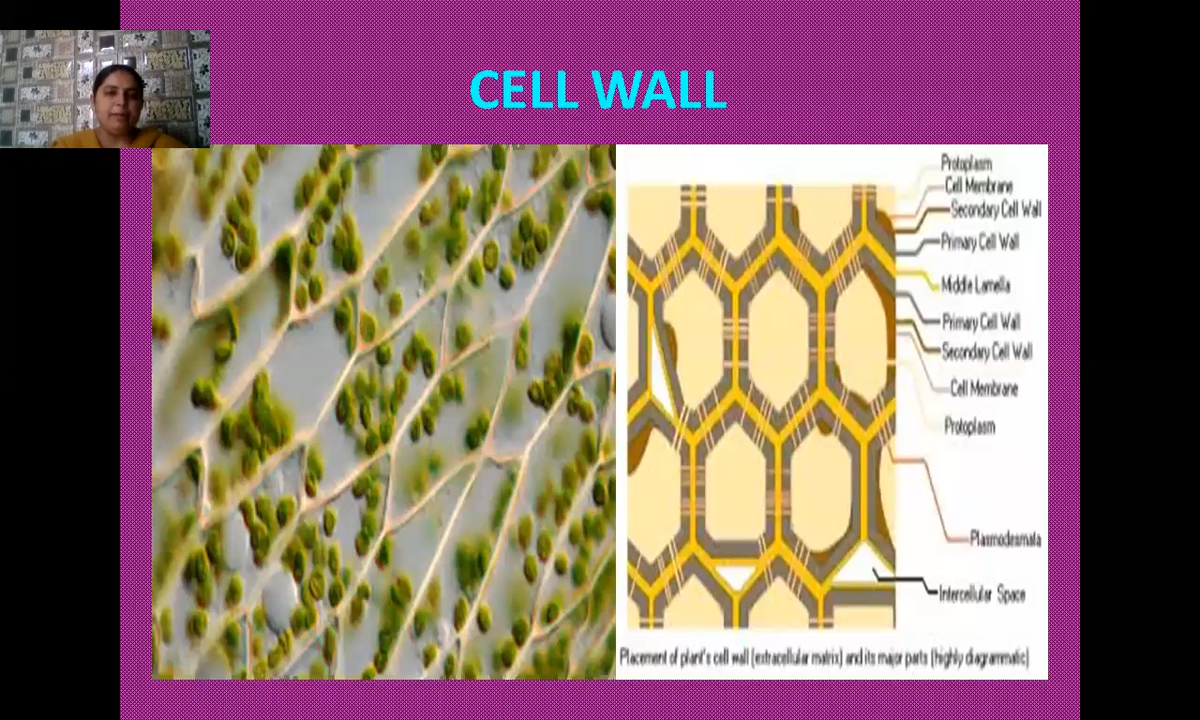 CELL WALL
Protoplasm
Cell Membrane
Secondary Cell Wall
Primary Cell Wall
Middle Lamella
Primary Cell Wall
Secondary Cell Wall
Cell Membrane
Protoplasm
Plasmodesmata
Intercellular Space
Placement of plant's cell wall (extracellular matrix) and its major parts (highly diagrammatic)